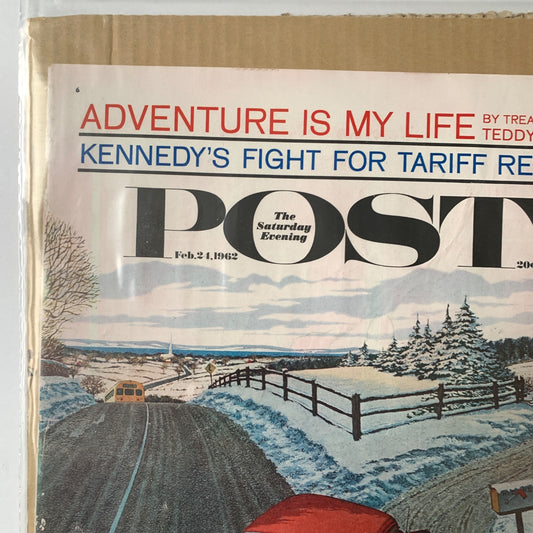 6
ADVENTURE IS MY LIFE BY TREA
TEDDY
KENNEDY'S FIGHT FOR TARIFF RE
POST
The
Saturday
Evening
Feb. 24, 1962
20